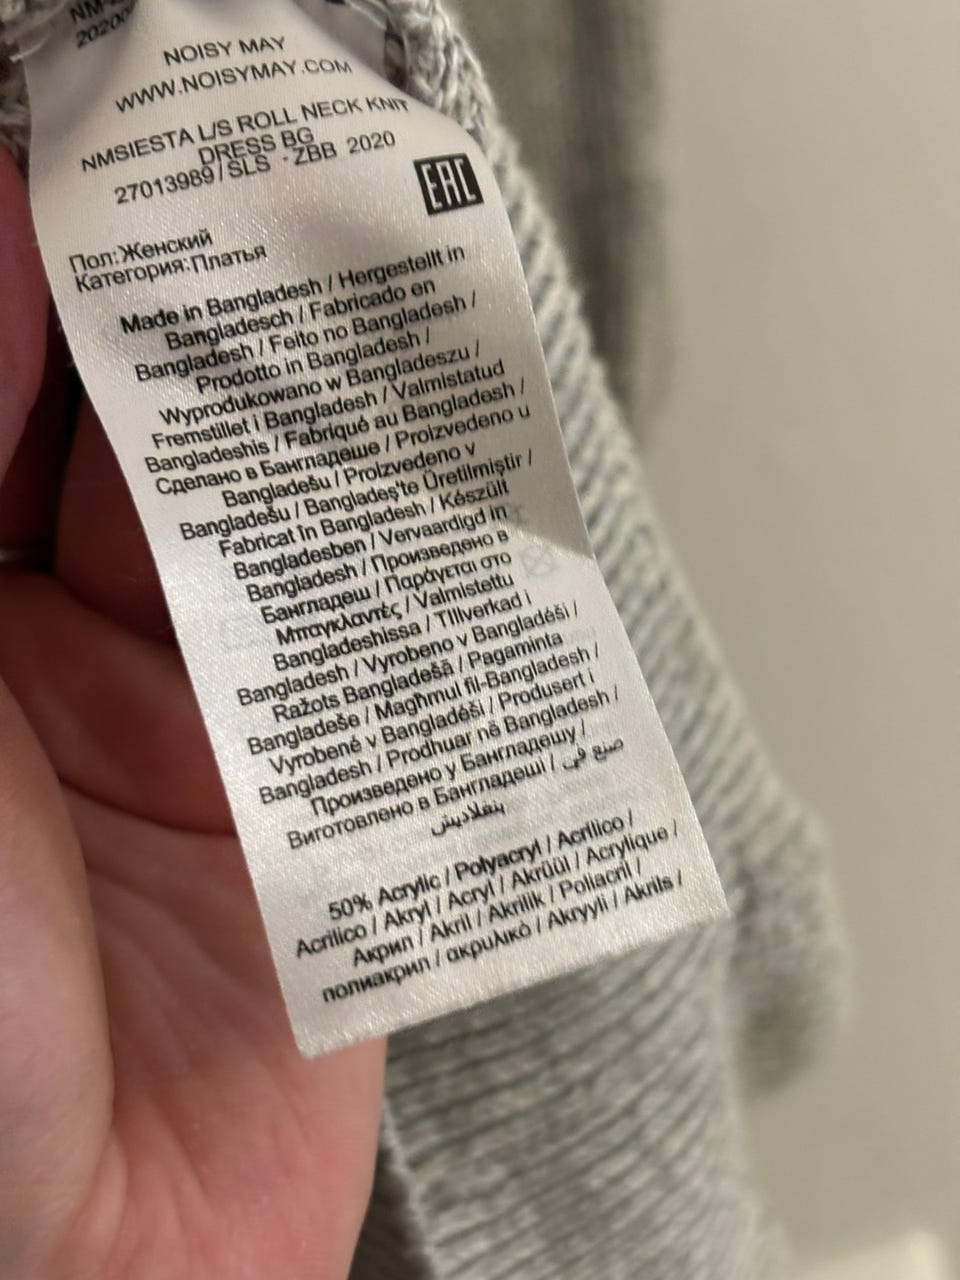 NOISY MAY
WWW.NOISYMAY.COM
NMSIESTA L/S ROLL NECK KNIT
DRESS BG
27013989/SLS - ZBB 2020
EAC
Пол:Женский
Категория:Платья
Made in Bangladesh / Hergestellt in
Bangladesch / Fabricado en
Bangladesh / Feito no Bangladesh /
Prodotto in Bangladesh /
Wyprodukowano w Bangladeszu /
Fremstillet i Bangladesh / Valmistatud
Bangladeshis / Fabriqué au Bangladesh /
Сделано в Бангладеше / Proizvedeno u
Bangladešu / Proizvedeno v
Bangladešu / Bangladeş'te Üretilmiştir /
Fabricat în Bangladesh / Készült
Bangladesben / Vervaardigd in
Bangladesh / Произведено в
Бангладеш / Παράγεται στο
Μπαγκλαντές / Valmistettu
Bangladeshissa / Tillverkad i
Bangladesh / Vyrobeno v Bangladéši /
Ražots Bangladešā / Pagaminta
Bangladeše / Magħmul fil-Bangladesh /
Vyrobené v Bangladéši / Produsert i
Bangladesh / Prodhuar në Bangladesh /
Произведено у Бангладешу /
Виготовлено в Бангладеші / صنع في
بنغلاديش
50% Acrylic / Polyacryl / Acrílico /
Acrilico / Akryl / Acryl / Akrüül / Acrylique /
Акрил / Akril / Akrilik / Poliacril /
полиакрил / ακρυλικό / Akryyli / Akrils /